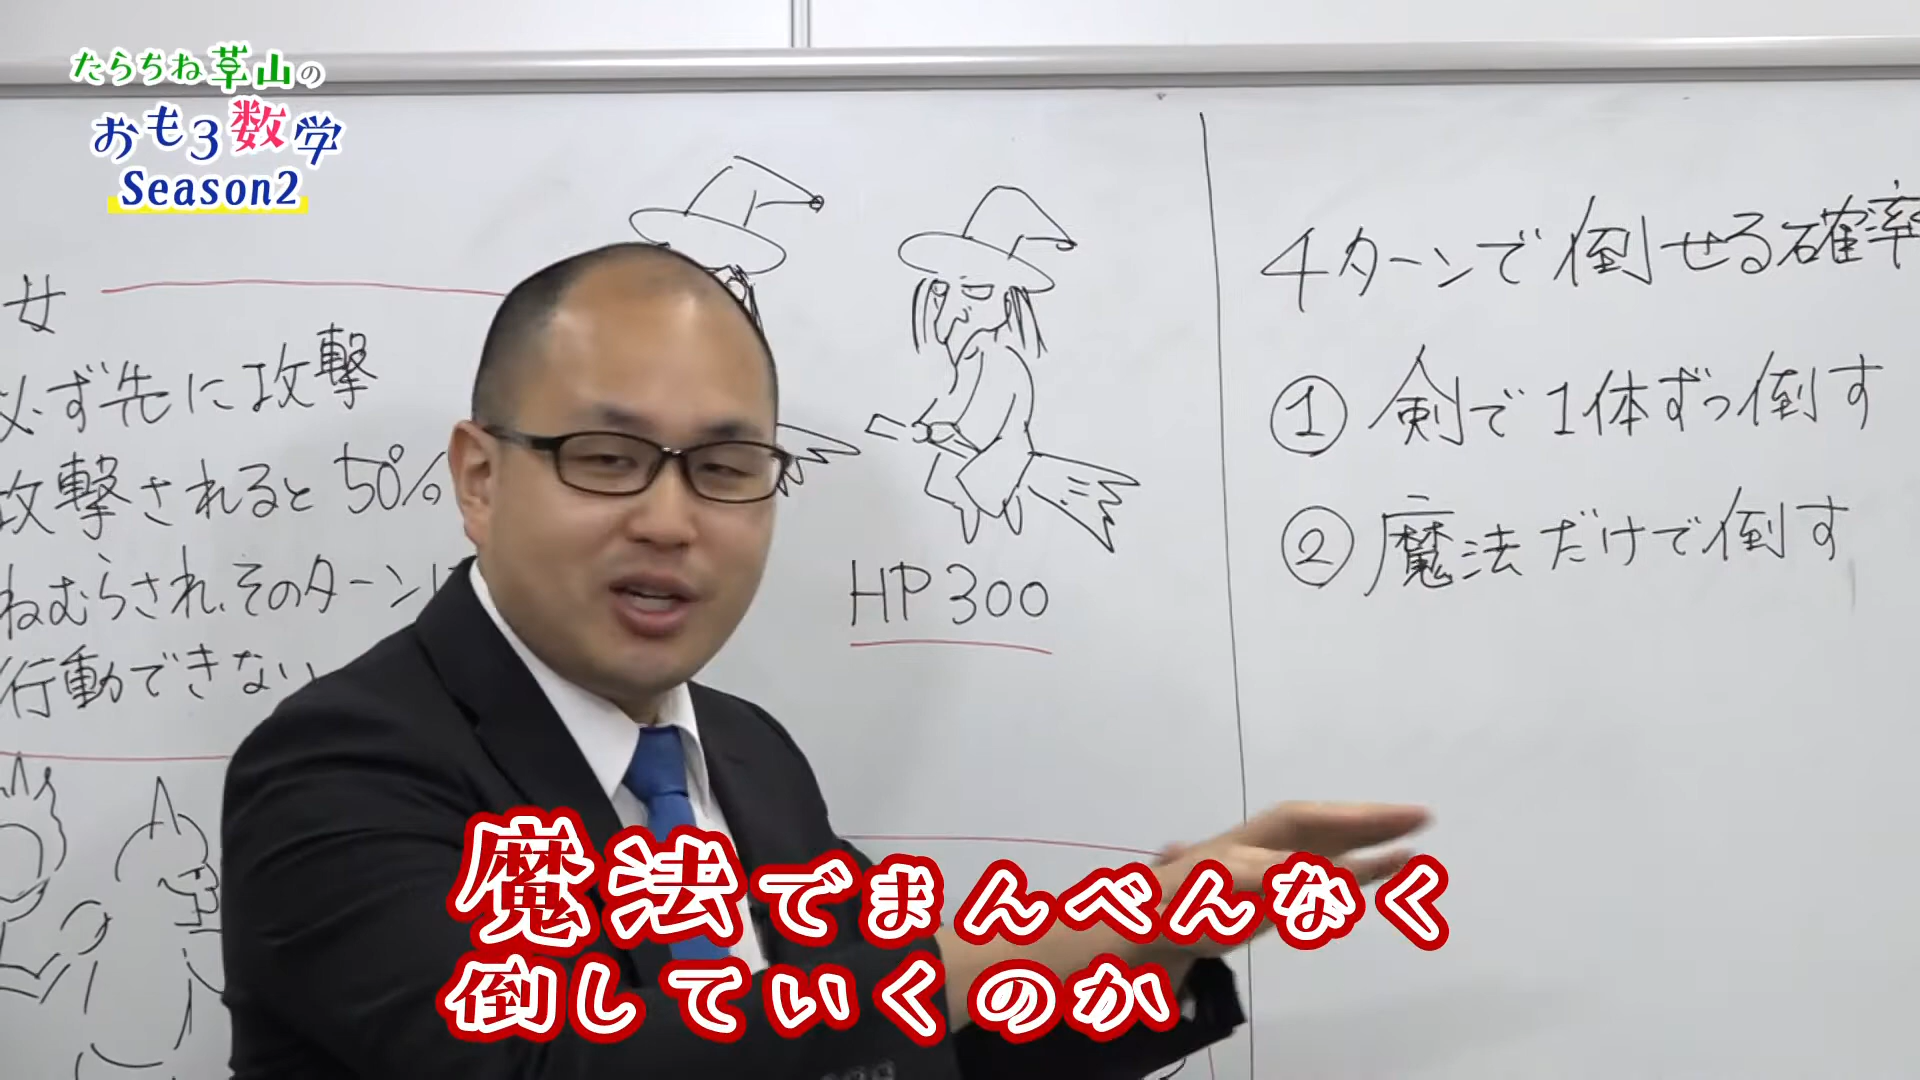 たらちね草山の
おも3数学
Season2
女
必ず先に攻撃
攻撃されると50%
ねむらされ、そのターンに
行動できない
HP300
4ターンで倒せる確率
① 剣で1体ずつ倒す
② 魔法だけで倒す
魔法でまんべんなく
倒していくのか